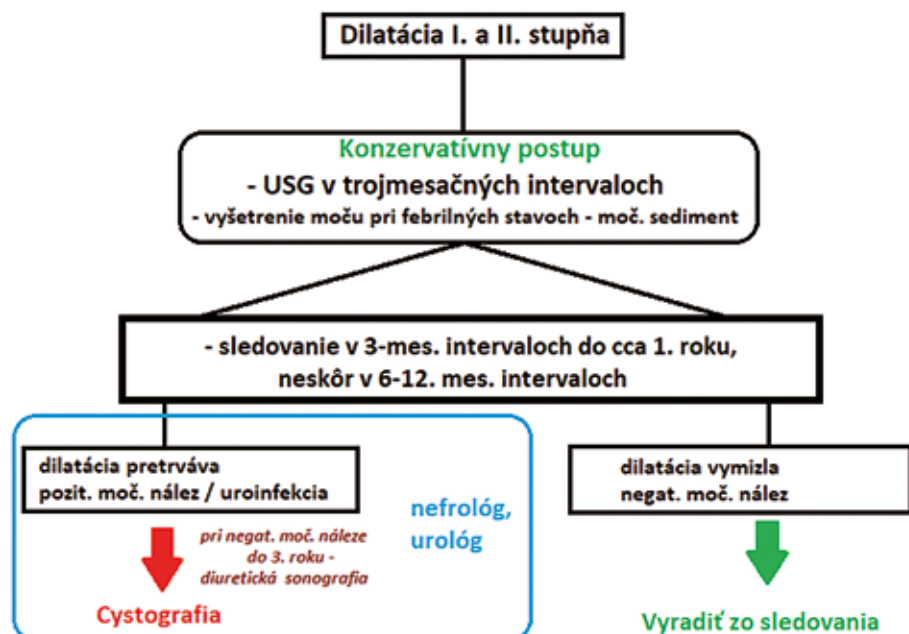 Dilatácia I. a II. stupňa
Konzervatívny postup
- USG v trojmesačných intervaloch
- vyšetrenie moču pri febrilných stavoch - moč. sediment
- sledovanie v 3-mes. intervaloch do cca 1. roku,
neskôr v 6-12. mes. intervaloch
dilatácia pretrváva
pozit. moč. nález / uroinfekcia
pri negat. moč. náleze
do 3. roku -
diuretická sonografia
Cystografia
nefrológ,
urológ
dilatácia vymizla
negat. moč. nález
Vyradiť zo sledovania